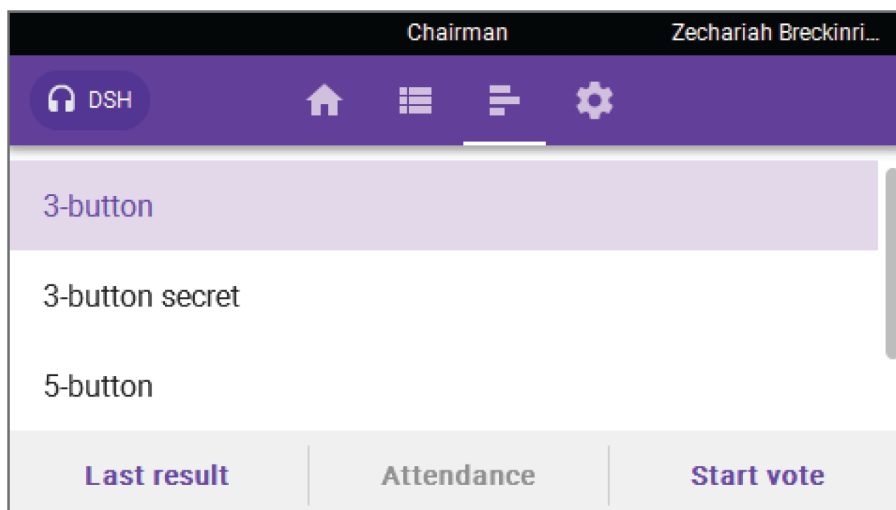 Chairman Zechariah Breckinri...
DSH
3-button
3-button secret
5-button
Last result Attendance Start vote